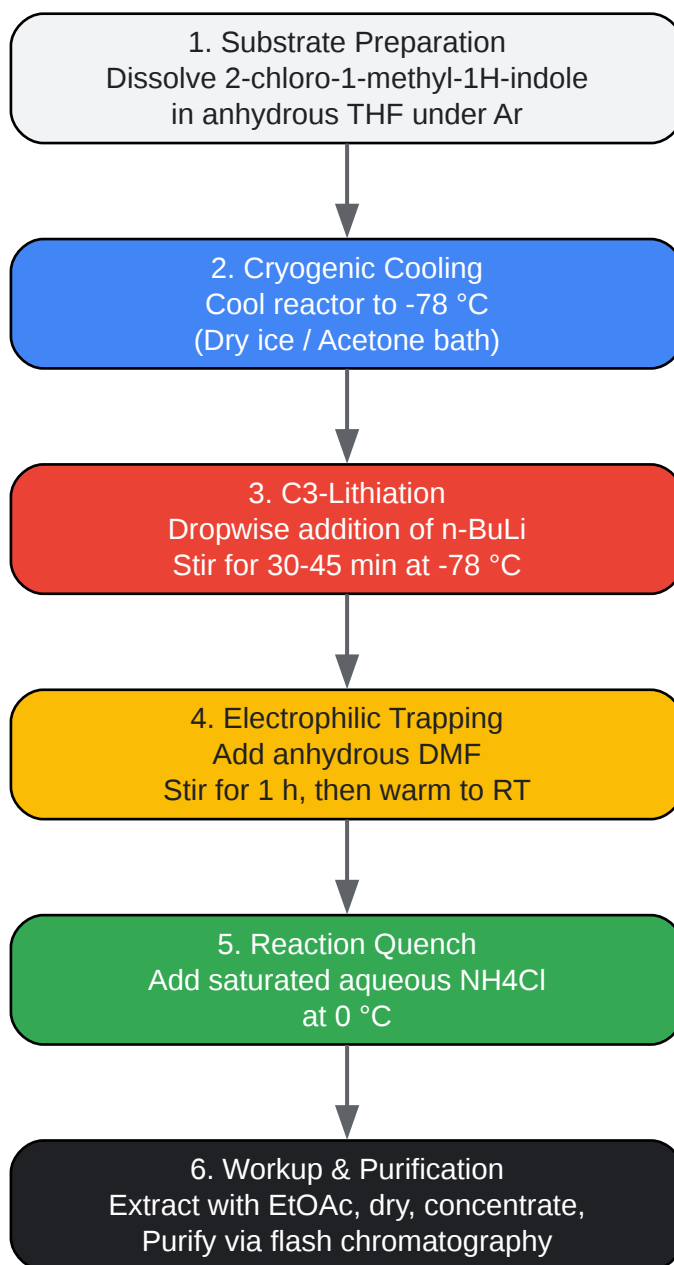 1. Substrate Preparation
Dissolve 2-chloro-1-methyl-1H-indole
in anhydrous THF under Ar
2. Cryogenic Cooling
Cool reactor to -78 °C
(Dry ice / Acetone bath)
3. C3-Lithiation
Dropwise addition of n-BuLi
Stir for 30-45 min at -78 °C
4. Electrophilic Trapping
Add anhydrous DMF
Stir for 1 h, then warm to RT
5. Reaction Quench
Add saturated aqueous NH4Cl
at 0 °C
6. Workup & Purification
Extract with EtOAc, dry, concentrate,
Purify via flash chromatography